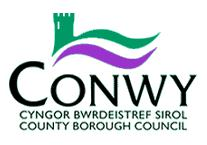 CONWY
CYNGOR BWRDEISTREF SIROL
COUNTY BOROUGH COUNCIL